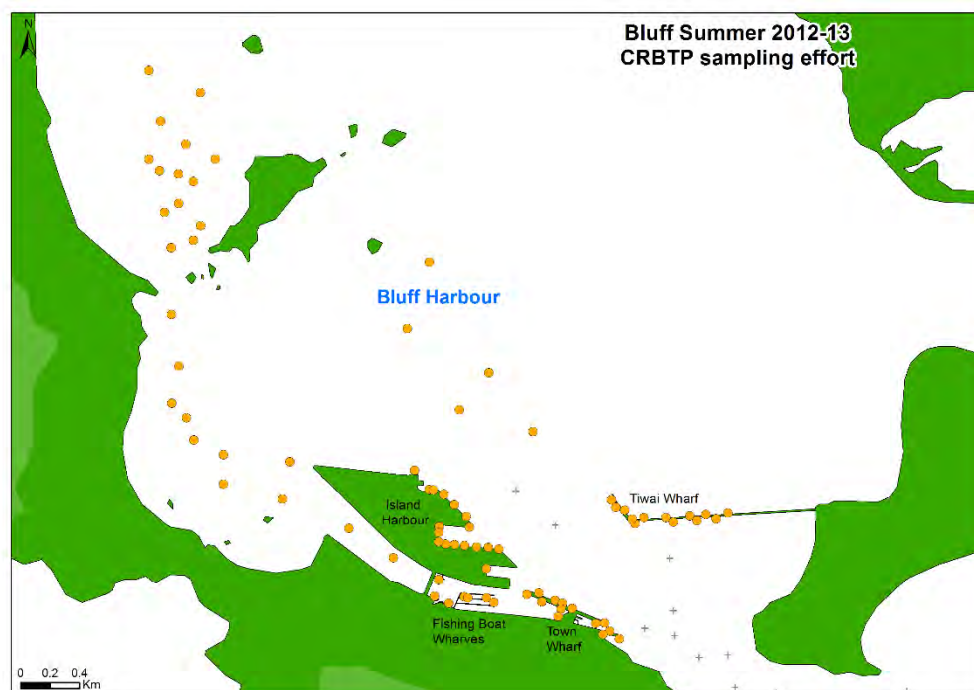 N
Bluff Summer 2012-13
CRBTP sampling effort
Bluff Harbour
Island
Harbour
Tiwai Wharf
Fishing Boat
Wharves
Town
Wharf
0 0.2 0.4
Km